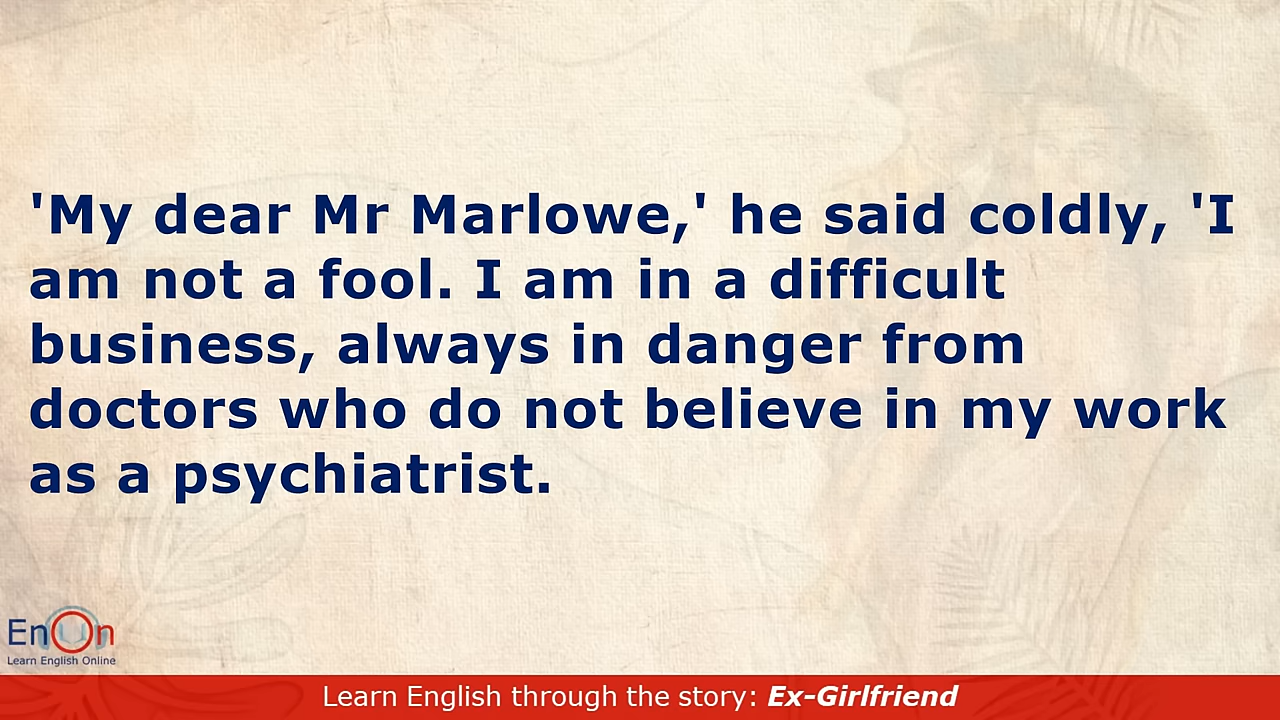 'My dear Mr Marlowe,' he said coldly, 'I
am not a fool. I am in a difficult
business, always in danger from
doctors who do not believe in my work
as a psychiatrist.
EnOn
Learn English Online
Learn English through the story: Ex-Girlfriend